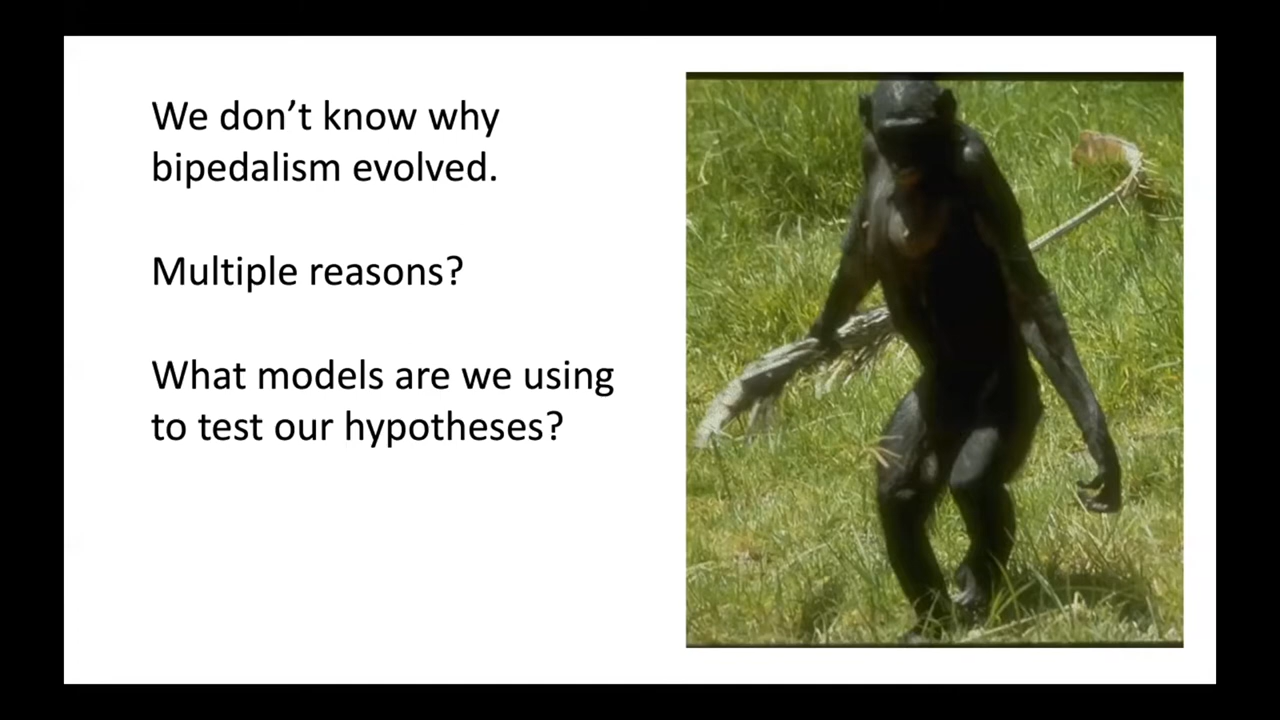 We don’t know why
bipedalism evolved.
Multiple reasons?
What models are we using
to test our hypotheses?